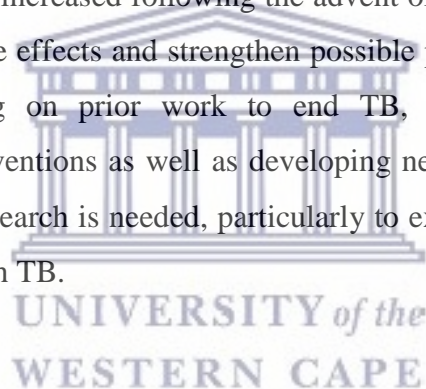 increased following the advent of
e effects and strengthen possible p
g on prior work to end TB,
ventions as well as developing ne
search is needed, particularly to ex
n TB.
UNIVERSITY of the
WESTERN CAPE